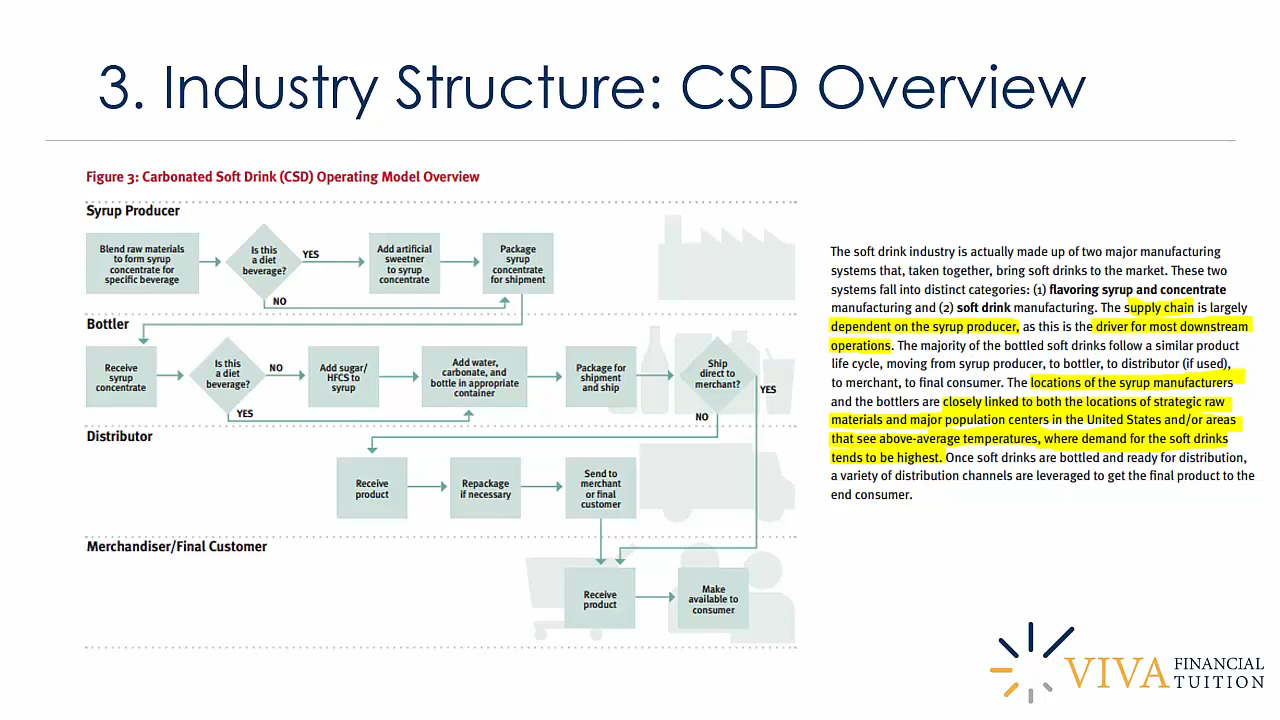 3. Industry Structure: CSD Overview
Figure 3: Carbonated Soft Drink (CSD) Operating Model Overview
Syrup Producer
Blend raw materials
to form syrup
concentrate for
specific beverage
Is this
a diet
beverage?
YES
NO
Add artificial
sweetner
to syrup
concentrate
Package
syrup
concentrate
for shipment
Bottler
Receive
syrup
concentrate
Is this
a diet
beverage?
NO
YES
Add sugar/
HFCS to
syrup
Add water,
carbonate, and
bottle in appropriate
container
Package for
shipment
and ship
Ship
direct to
merchant?
YES
NO
Distributor
Receive
product
Repackage
if necessary
Send to
merchant
or final
customer
Merchandiser/Final Customer
Receive
product
Make
available to
consumer
The soft drink industry is actually made up of two major manufacturing
systems that, taken together, bring soft drinks to the market. These two
systems fall into distinct categories: (1) flavoring syrup and concentrate
manufacturing and (2) soft drink manufacturing. The supply chain is largely
dependent on the syrup producer, as this is the driver for most downstream
operations. The majority of the bottled soft drinks follow a similar product
life cycle, moving from syrup producer, to bottler, to distributor (if used),
to merchant, to final consumer. The locations of the syrup manufacturers
and the bottlers are closely linked to both the locations of strategic raw
materials and major population centers in the United States and/or areas
that see above-average temperatures, where demand for the soft drinks
tends to be highest. Once soft drinks are bottled and ready for distribution,
a variety of distribution channels are leveraged to get the final product to the
end consumer.
VIVA FINANCIAL
TUITION